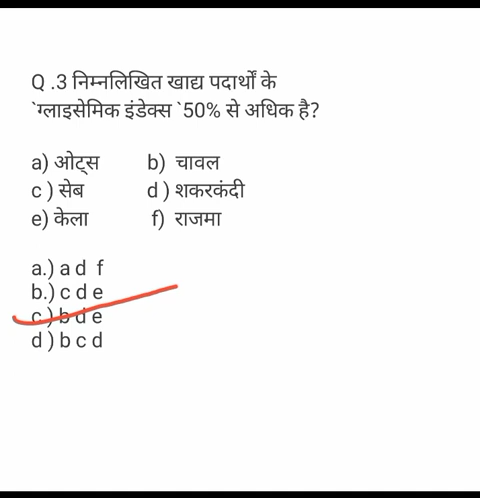 Q .3 निम्नलिखित खाद्य पदार्थों के
`ग्लाइसेमिक इंडेक्स `50% से अधिक है?
a) ओट्स b) चावल
c ) सेब d ) शकरकंदी
e) केला f) राजमा
a.) a d f
b.) c d e
c ) b d e
d ) b c d